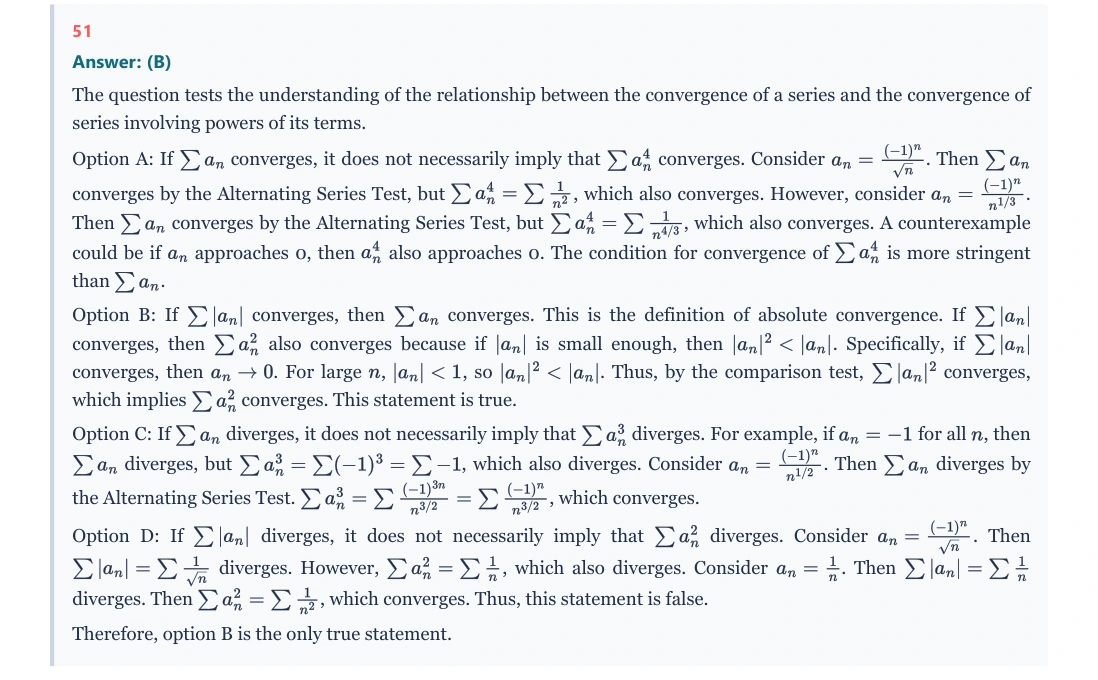 51
Answer: (B)
The question tests the understanding of the relationship between the convergence of a series and the convergence of
series involving powers of its terms.
Option A: If ∑ aₙ converges, it does not necessarily imply that ∑ aₙ⁴ converges. Consider aₙ = (−1)ⁿ/√n. Then ∑ aₙ
converges by the Alternating Series Test, but ∑ aₙ⁴ = ∑ 1/n², which also converges. However, consider aₙ = (−1)ⁿ/n^{1/3}.
Then ∑ aₙ converges by the Alternating Series Test, but ∑ aₙ⁴ = ∑ 1/n^{4/3}, which also converges. A counterexample
could be if aₙ approaches 0, then aₙ⁴ also approaches 0. The condition for convergence of ∑ aₙ⁴ is more stringent
than ∑ aₙ.
Option B: If ∑ |aₙ| converges, then ∑ aₙ converges. This is the definition of absolute convergence. If ∑ |aₙ|
converges, then ∑ aₙ² also converges because if |aₙ| is small enough, then |aₙ|² < |aₙ|. Specifically, if ∑ |aₙ|
converges, then aₙ → 0. For large n, |aₙ| < 1, so |aₙ|² < |aₙ|. Thus, by the comparison test, ∑ |aₙ|² converges,
which implies ∑ aₙ² converges. This statement is true.
Option C: If ∑ aₙ diverges, it does not necessarily imply that ∑ aₙ³ diverges. For example, if aₙ = −1 for all n, then
∑ aₙ diverges, but ∑ aₙ³ = ∑(−1)³ = ∑ −1, which also diverges. Consider aₙ = (−1)ⁿ/n^{1/2}. Then ∑ aₙ diverges by
the Alternating Series Test. ∑ aₙ³ = ∑ (−1)³ⁿ/n^{3/2} = ∑ (−1)ⁿ/n^{3/2}, which converges.
Option D: If ∑ |aₙ| diverges, it does not necessarily imply that ∑ aₙ² diverges. Consider aₙ = (−1)ⁿ/√n. Then
∑ |aₙ| = ∑ 1/√n diverges. However, ∑ aₙ² = ∑ 1/n, which also diverges. Consider aₙ = 1/n. Then ∑ |aₙ| = ∑ 1/n
diverges. Then ∑ aₙ² = ∑ 1/n², which converges. Thus, this statement is false.
Therefore, option B is the only true statement.